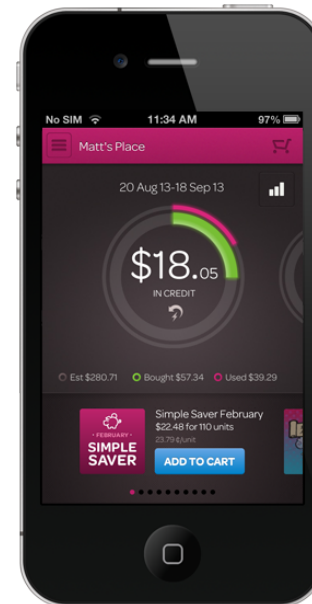 No SIM 11:34 AM 97%
Matt's Place
20 Aug 13-18 Sep 13
$18.05
IN CREDIT
Est $280.71 Bought $57.34 Used $39.29
Simple Saver February
$22.48 for 110 units
23.79 ¢/unit
• FEBRUARY •
SIMPLE
SAVER
ADD TO CART